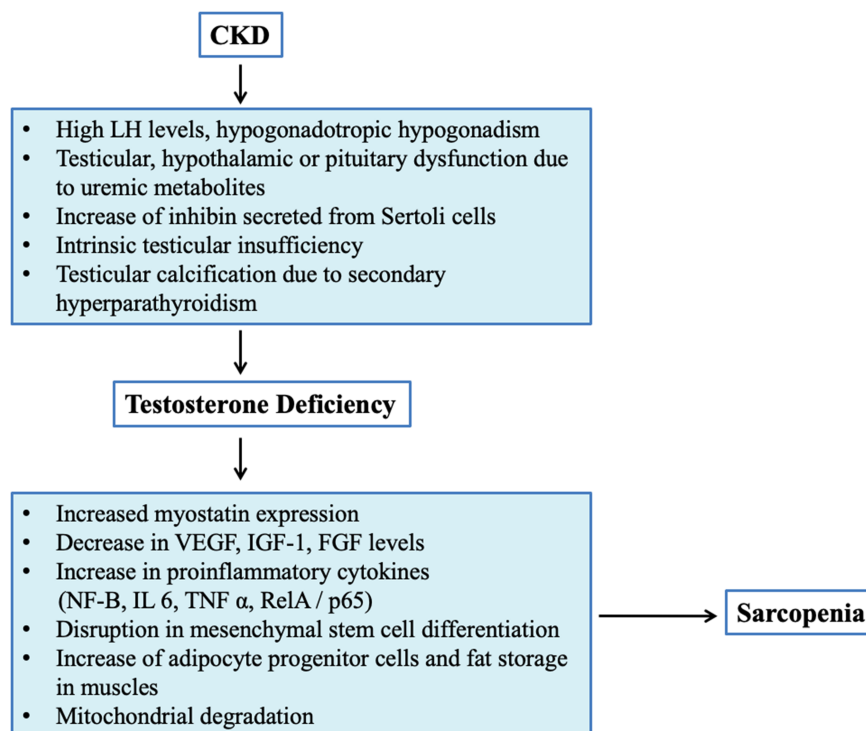 CKD
• High LH levels, hypogonadotropic hypogonadism
• Testicular, hypothalamic or pituitary dysfunction due
to uremic metabolites
• Increase of inhibin secreted from Sertoli cells
• Intrinsic testicular insufficiency
• Testicular calcification due to secondary
hyperparathyroidism
Testosterone Deficiency
• Increased myostatin expression
• Decrease in VEGF, IGF-1, FGF levels
• Increase in proinflammatory cytokines
(NF-B, IL 6, TNF α, RelA / p65)
• Disruption in mesenchymal stem cell differentiation
• Increase of adipocyte progenitor cells and fat storage
in muscles
• Mitochondrial degradation
Sarcopenia